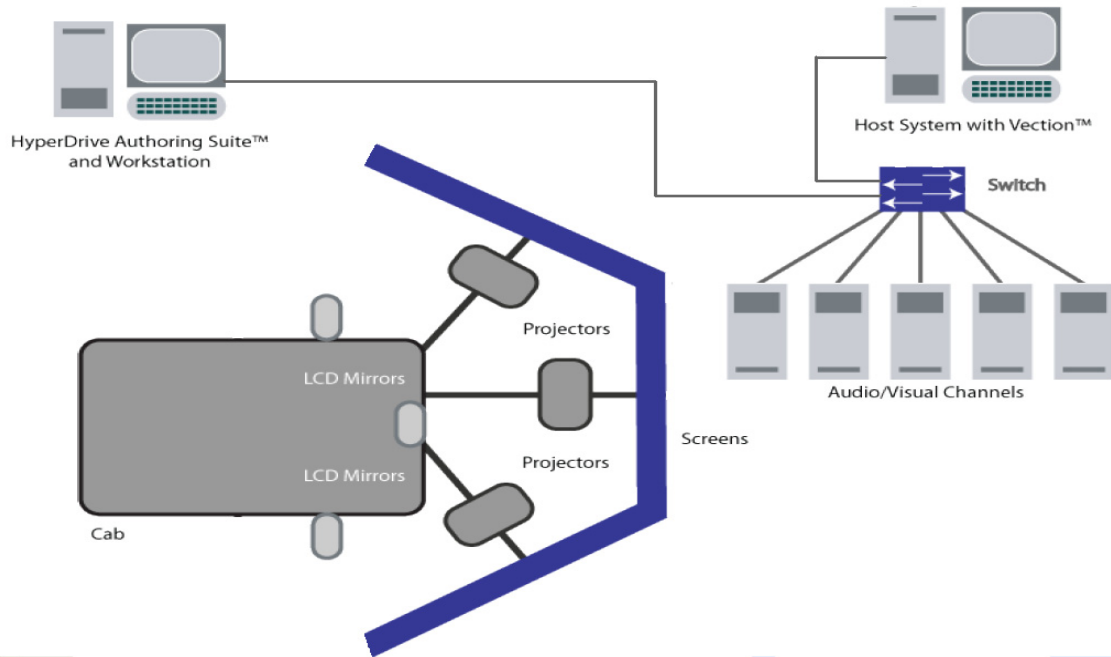 HyperDrive Authoring Suite™
and Workstation
Host System with Vection™
Switch
Projectors
LCD Mirrors
Audio/Visual Channels
Screens
Projectors
LCD Mirrors
Cab